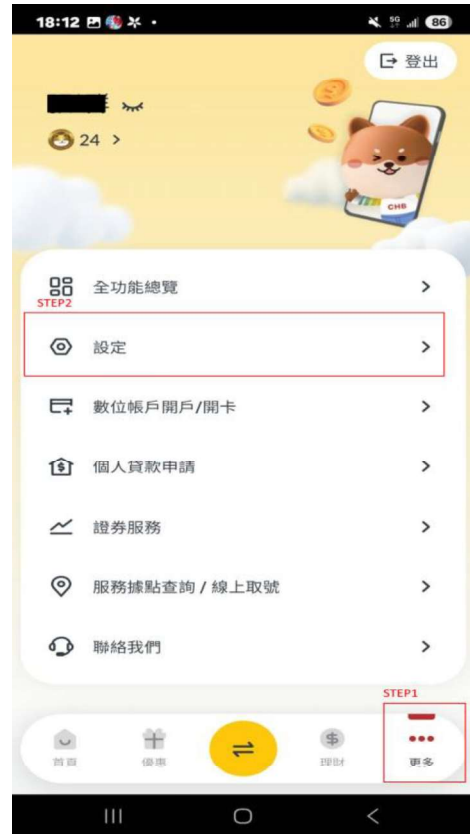 18:12
5G 86
登出
24 >
CHB
全功能總覽
STEP2
設定
數位帳戶開戶/開卡
個人貸款申請
證券服務
服務據點查詢 / 線上取號
聯絡我們
STEP1
首頁 優惠 理財 更多